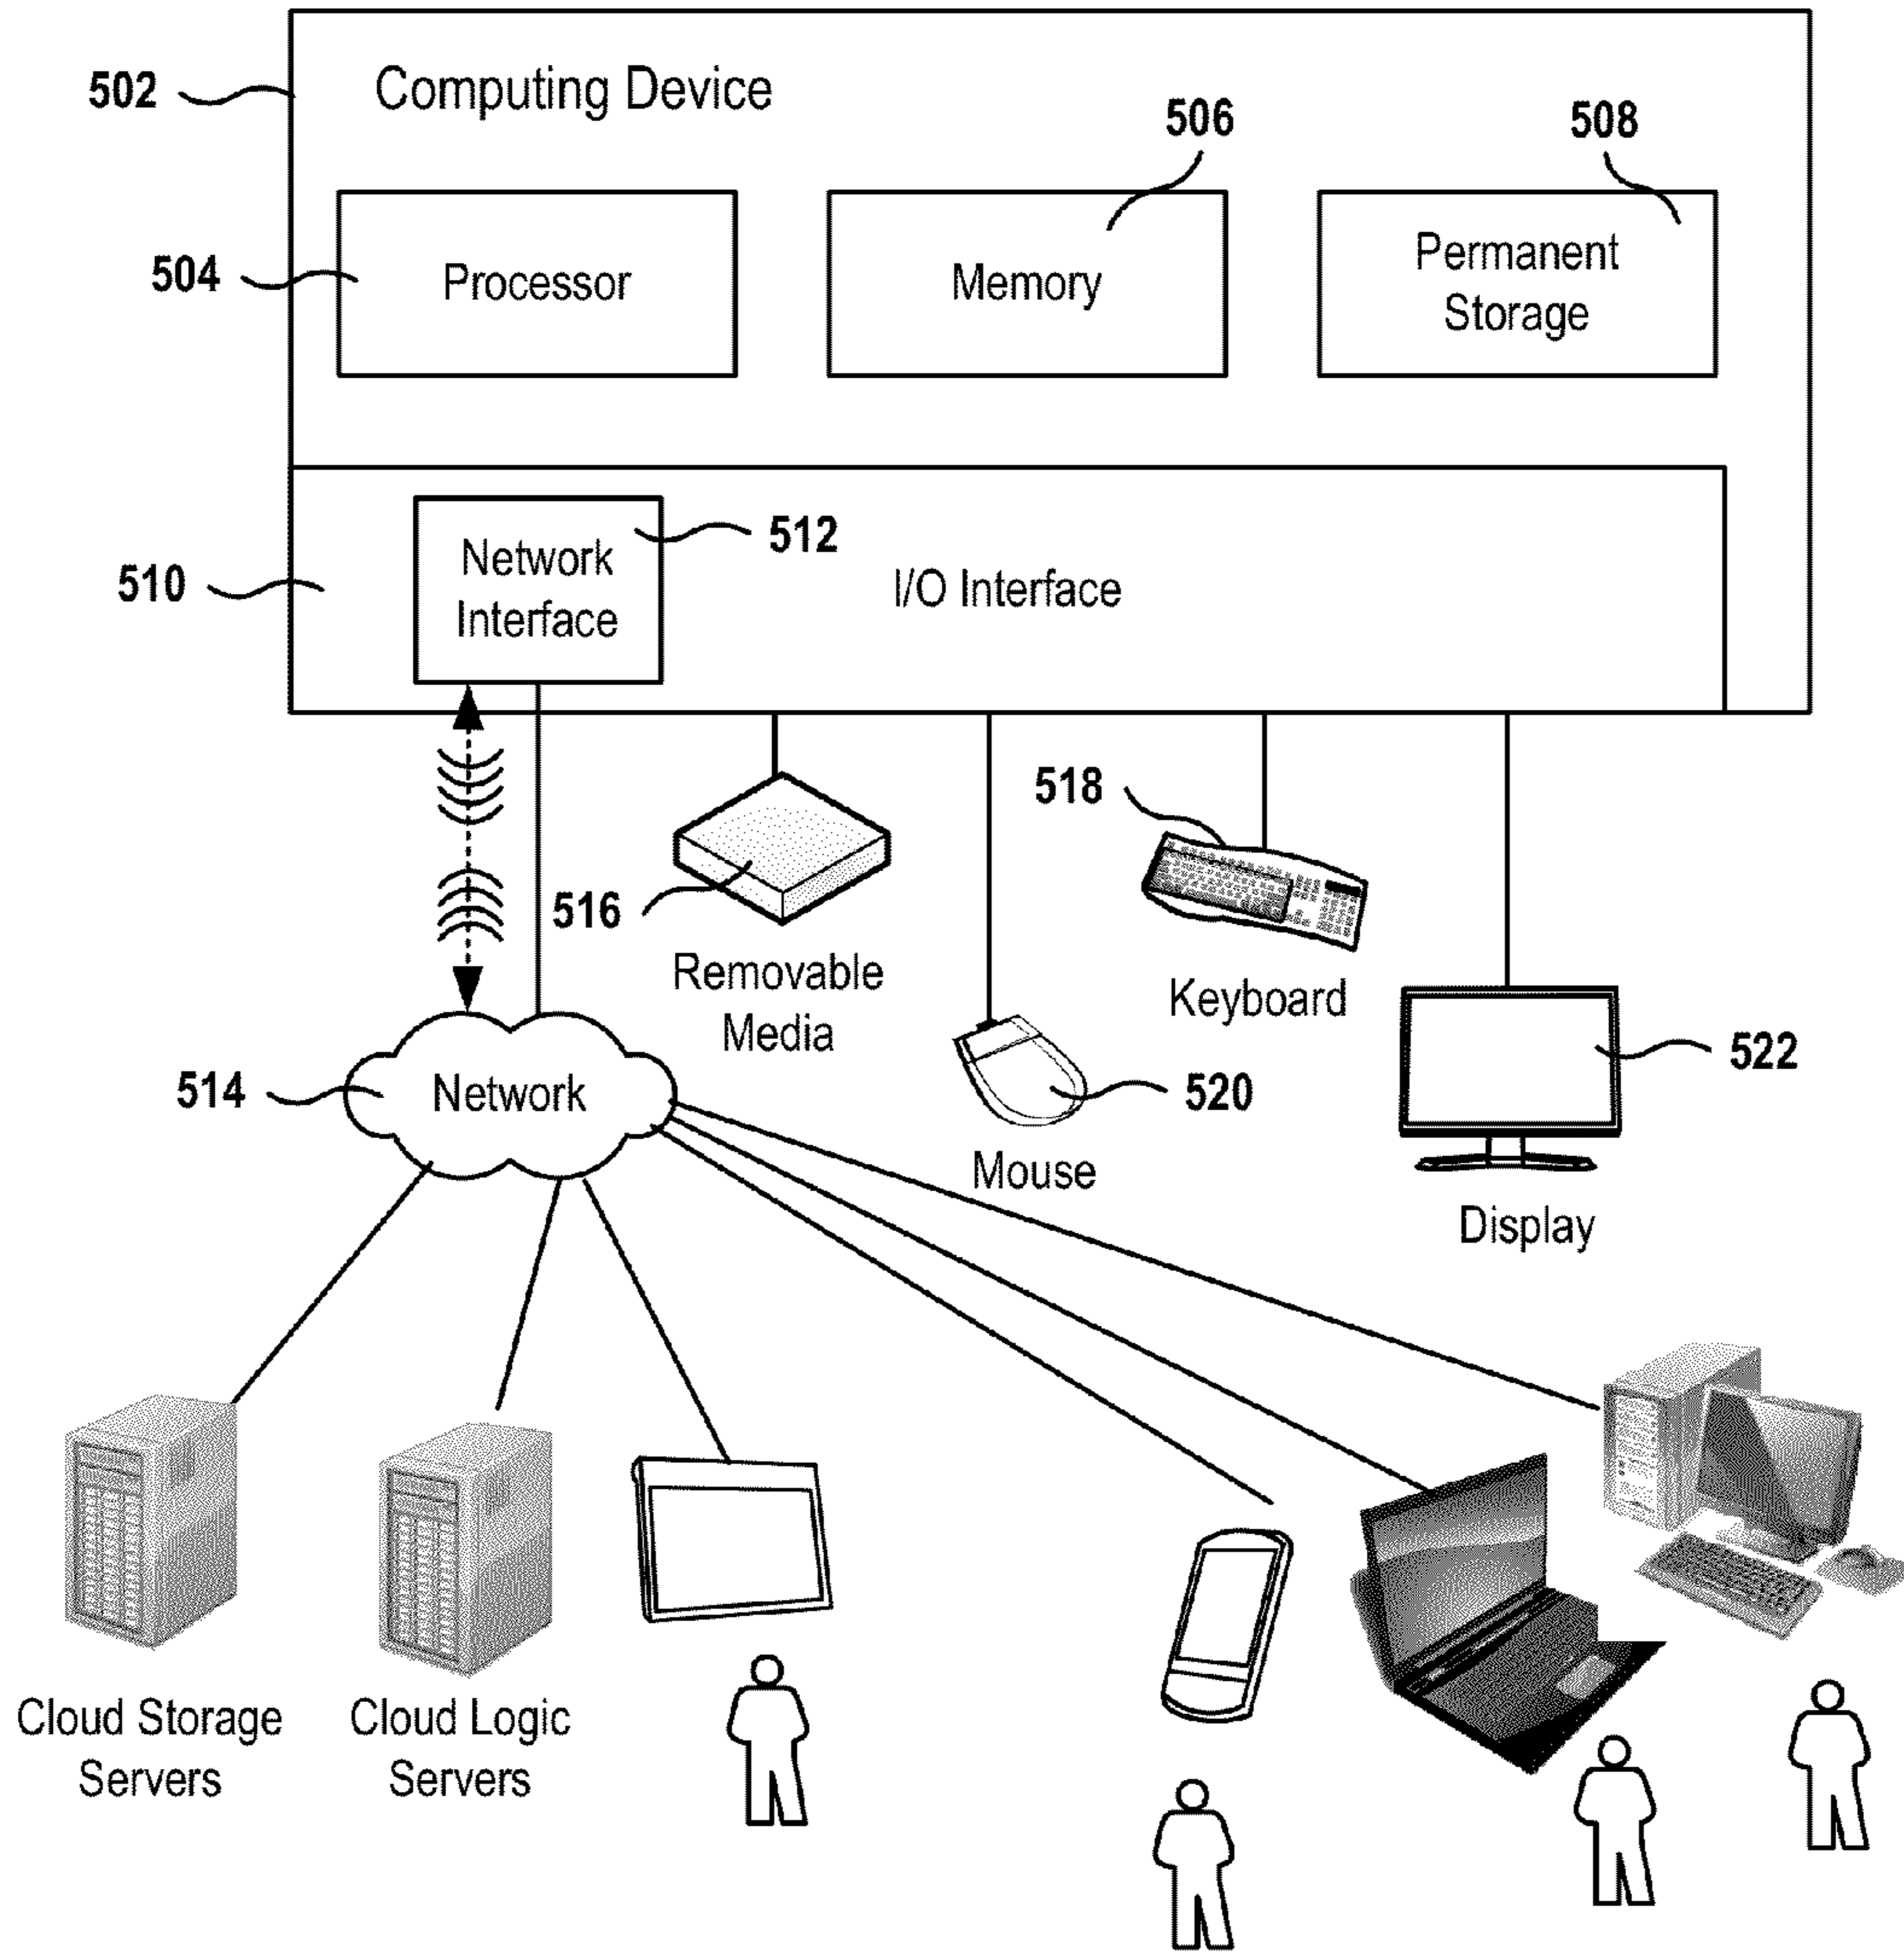 502
Computing Device
506
508
504
Processor
Memory
Permanent
Storage
510
Network
Interface
512
I/O Interface
516
Removable
Media
518
Keyboard
514
Network
520
Mouse
522
Display
Cloud Storage
Servers
Cloud Logic
Servers